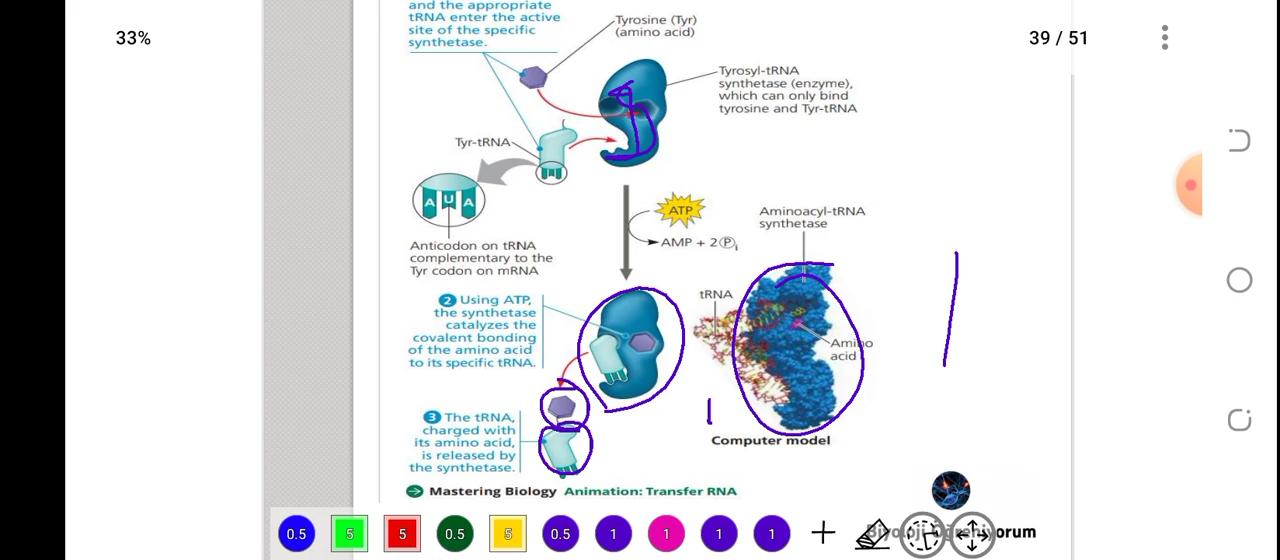 33%
39 / 51
and the appropriate
tRNA enter the active
site of the specific
synthetase.
Tyrosine (Tyr)
(amino acid)
Tyrosyl-tRNA
synthetase (enzyme),
which can only bind
tyrosine and Tyr-tRNA
Tyr-tRNA
A U A
ATP
AMP + 2 P i
Anticodon on tRNA
complementary to the
Tyr codon on mRNA
Aminoacyl-tRNA
synthetase
tRNA
Amino
acid
2 Using ATP,
the synthetase
catalyzes the
covalent bonding
of the amino acid
to its specific tRNA.
3 The tRNA,
charged with
its amino acid,
is released by
the synthetase.
Computer model
Mastering Biology Animation: Transfer RNA
0.5 5 5 0.5 5 0.5 1 1 1 1